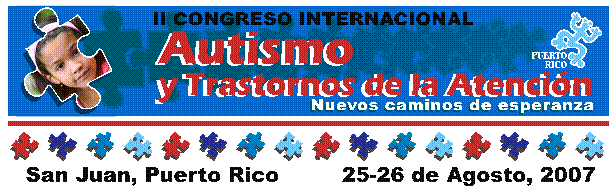 II CONGRESO INTERNACIONAL
Autismo
y Trastornos de la Atención
PUERTO
RICO
Nuevos caminos de esperanza
San Juan, Puerto Rico 25-26 de Agosto, 2007